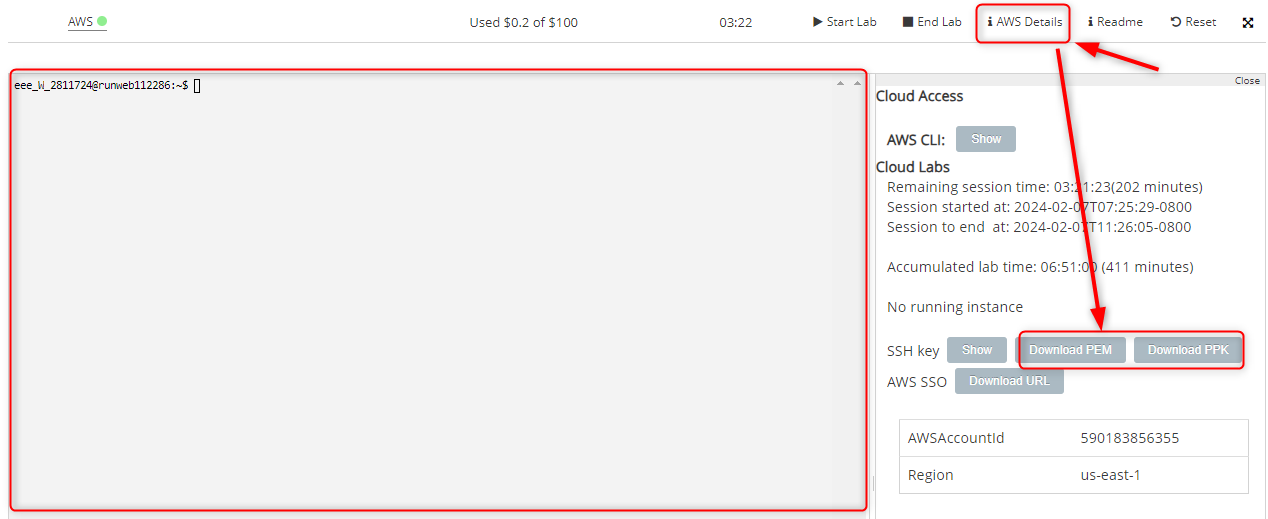 AWS Used $0.2 of $100 03:22 Start Lab End Lab AWS Details Readme Reset
eee_W_2811724@runweb112286:~$
Close
Cloud Access
AWS CLI: Show
Cloud Labs
Remaining session time: 03:21:23(202 minutes)
Session started at: 2024-02-07T07:25:29-0800
Session to end at: 2024-02-07T11:26:05-0800
Accumulated lab time: 06:51:00 (411 minutes)
No running instance
SSH key Show Download PEM Download PPK
AWS SSO Download URL
AWSAccountId 590183856355
Region us-east-1